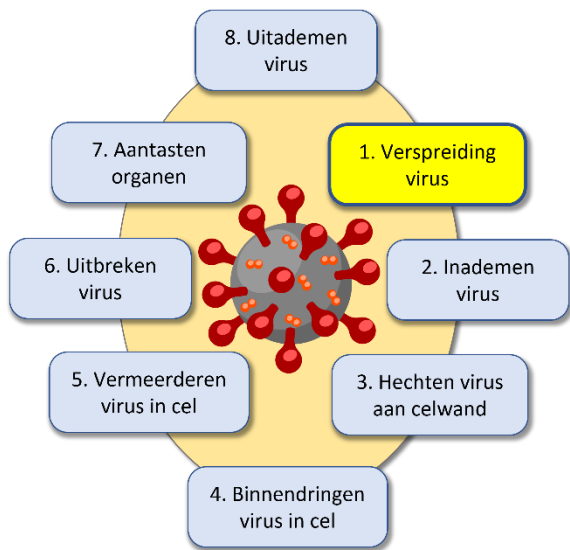 1. Verspreiding
virus
2. Inademen
virus
3. Hechten virus
aan celwand
4. Binnendringen
virus in cel
5. Vermeerderen
virus in cel
6. Uitbreken
virus
7. Aantasten
organen
8. Uitademen
virus